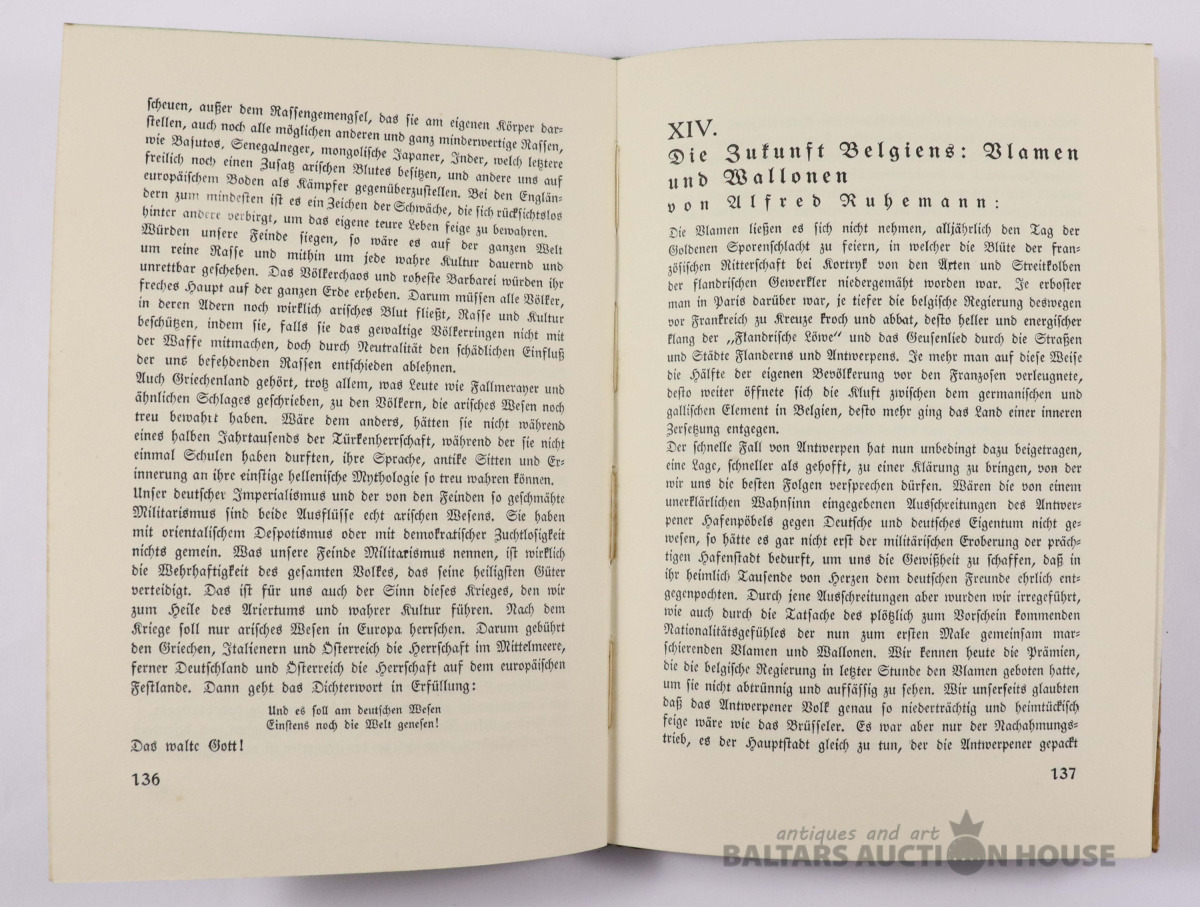 scheuen, außer dem Rassengemengsel, das sie am eigenen Körper dar-
stellen, auch noch alle möglichen anderen und ganz minderwertige Rassen,
wie Basutos, Senegalneger, mongolische Japaner, Inder, welch letztere
freilich noch einen Zusatz arischen Blutes besitzen, und andere uns auf
europäischem Boden als Kämpfer gegenüberzustellen. Bei den Englän-
dern zum mindesten ist es ein Zeichen der Schwäche, die sich rücksichtslos
hinter andere verbirgt, um das eigene teure Leben feige zu bewahren.
Würden unsere Feinde siegen, so wäre es auf der ganzen Welt
um reine Rasse und mithin um jede wahre Kultur dauernd und
unrettbar geschehen. Das Völkerchaos und roheste Barbarei würden ihr
freches Haupt auf der ganzen Erde erheben. Darum müssen alle Völker,
in deren Adern noch wirklich arisches Blut fließt, Rasse und Kultur
beschützen, indem sie, falls sie das gewaltige Völkerringen nicht mit
der Waffe mitmachen, doch durch Neutralität den schädlichen Einfluß
der uns befehdenden Rassen entschieden ablehnen.
Auch Griechenland gehört, trotz allem, was Leute wie Fallmerayer und
ähnlichen Schlages geschrieben, zu den Völkern, die arisches Wesen noch
treu bewahrt haben. Wäre dem anders, hätten sie nicht während
eines halben Jahrtausends der Türkenherrschaft, während der sie nicht
einmal Schulen haben durften, ihre Sprache, antike Sitten und Er-
innerung an ihre einstige hellenische Mythologie so treu wahren können.
Unser deutscher Imperialismus und der von den Feinden so geschmähte
Militarismus sind beide Ausflüsse echt arischen Wesens. Sie haben
mit orientalischem Despotismus oder mit demokratischer Zuchtlosigkeit
nichts gemein. Was unsere Feinde Militarismus nennen, ist wirklich
die Wehrhaftigkeit des gesamten Volkes, das seine heiligsten Güter
verteidigt. Das ist für uns auch der Sinn dieses Krieges, den wir
zum Heile des Ariertums und wahrer Kultur führen. Nach dem
Kriege soll nur arisches Wesen in Europa herrschen. Darum gebührt
den Griechen, Italienern und Österreich die Herrschaft im Mittelmeere,
ferner Deutschland und Österreich die Herrschaft auf dem europäischen
Festlande. Dann geht das Dichterwort in Erfüllung:
Und es soll am deutschen Wesen
Einstens noch die Welt genesen!
Das walte Gott!
136
XIV.
Die Zukunft Belgiens: Vlamen
und Wallonen
von Alfred Ruhemann:
Die Vlamen ließen es sich nicht nehmen, alljährlich den Tag der
Goldenen Sporenschlacht zu feiern, in welcher die Blüte der fran-
zösischen Ritterschaft bei Kortryk von den Äxten und Streitkolben
der flandrischen Gewerkler niedergemäht worden war. Je erboster
man in Paris darüber war, je tiefer die belgische Regierung deswegen
vor Frankreich zu Kreuze kroch und abbat, desto heller und energischer
klang der „Flandrische Löwe“ und das Geusenlied durch die Straßen
und Städte Flanderns und Antwerpens. Je mehr man auf diese Weise
die Hälfte der eigenen Bevölkerung vor den Franzosen verleugnete,
desto weiter öffnete sich die Kluft zwischen dem germanischen und
gallischen Element in Belgien, desto mehr ging das Land einer inneren
Zersetzung entgegen.
Der schnelle Fall von Antwerpen hat nun unbedingt dazu beigetragen,
eine Lage, schneller als gehofft, zu einer Klärung zu bringen, von der
wir uns die besten Folgen versprechen dürfen. Wären die von einem
unerklärlichen Wahnsinn eingegebenen Ausschreitungen des Antwer-
pener Hafenpöbels gegen Deutsche und deutsches Eigentum nicht ge-
wesen, so hätte es gar nicht erst der militärischen Eroberung der präch-
tigen Hafenstadt bedurft, um uns die Gewißheit zu schaffen, daß in
ihr heimlich Tausende von Herzen dem deutschen Freunde ehrlich ent-
gegenpochten. Durch jene Ausschreitungen aber wurden wir irregeführt,
wie auch durch die Tatsache des plötzlich zum Vorschein kommenden
Nationalitätsgefühles der nun zum ersten Male gemeinsam mar-
schierenden Vlamen und Wallonen. Wir kennen heute die Prämien,
die die belgische Regierung in letzter Stunde den Vlamen geboten hatte,
um sie nicht abtrünnig und aufsässig zu sehen. Wir unserseits glaubten
daß das Antwerpener Volk genau so niederträchtig und heimtückisch
feige wäre wie das Brüsseler. Es war aber nur der Nachahmungs-
trieb, es der Hauptstadt gleich zu tun, der die Antwerpener gepackt
137
antiques and art
BALTARS AUCTION HOUSE